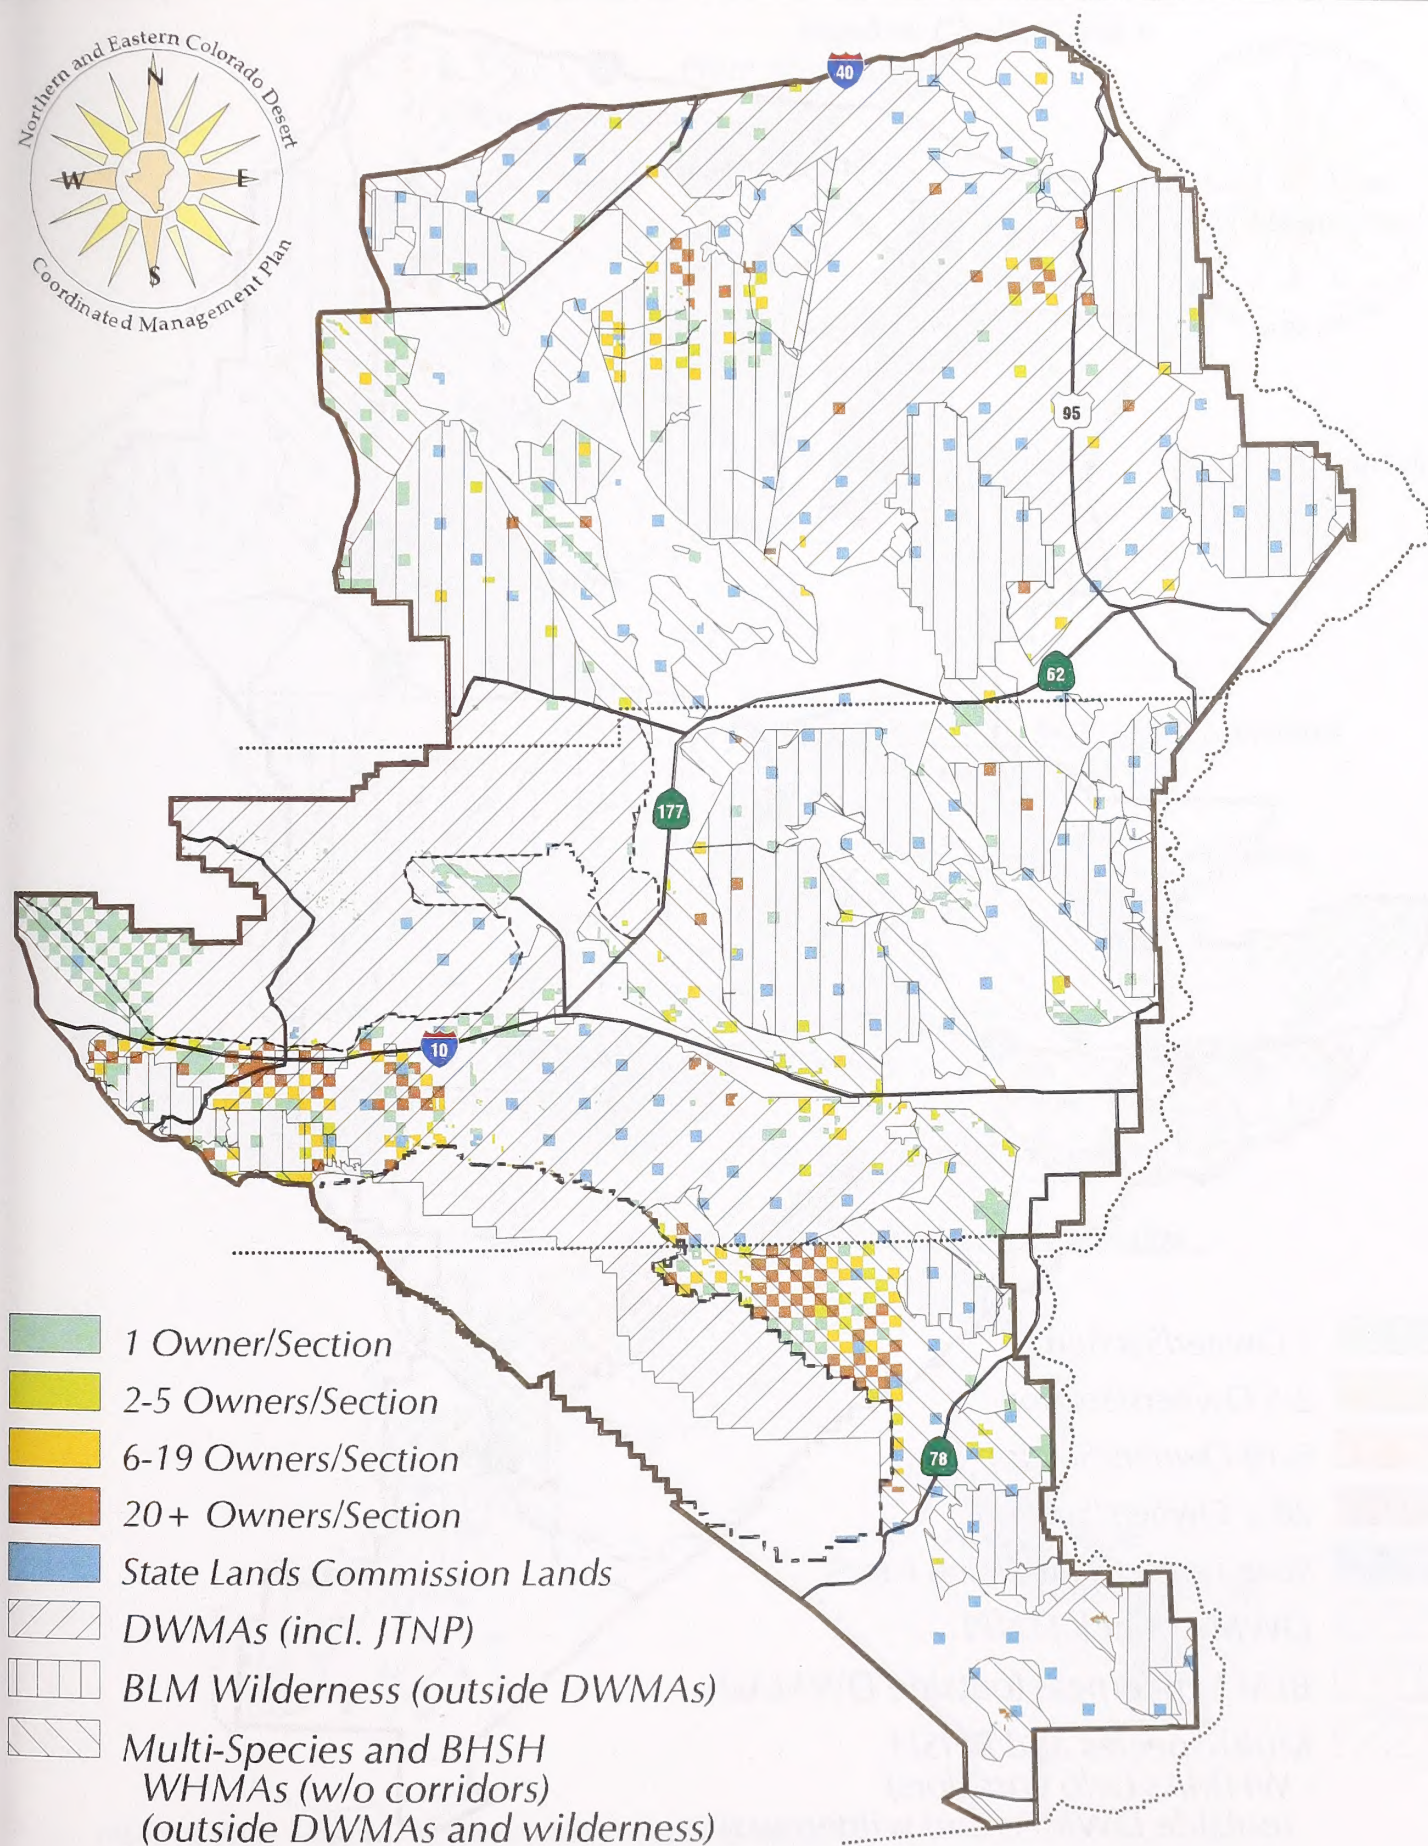 Northern and Eastern Colorado Desert
N
W
E
S
Coordinated Management Plan
40
95
62
177
10
78
1 Owner/Section
2-5 Owners/Section
6-19 Owners/Section
20+ Owners/Section
State Lands Commission Lands
DWMAs (incl. JTNP)
BLM Wilderness (outside DWMAs)
Multi-Species and BHSH
WHMAs (w/o corridors)
(outside DWMAs and wilderness)